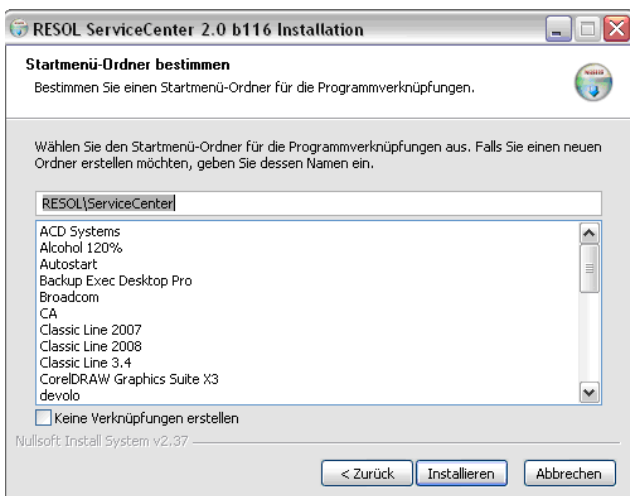 RESOL ServiceCenter 2.0 b116 Installation
Startmenü-Ordner bestimmen
Bestimmen Sie einen Startmenü-Ordner für die Programmverknüpfungen.
Wählen Sie den Startmenü-Ordner für die Programmverknüpfungen aus. Falls Sie einen neuen
Ordner erstellen möchten, geben Sie dessen Namen ein.
RESOL\ServiceCenter
ACD Systems
Alcohol 120%
Autostart
Backup Exec Desktop Pro
Broadcom
CA
Classic Line 2007
Classic Line 2008
Classic Line 3.4
CorelDRAW Graphics Suite X3
devolo
Keine Verknüpfungen erstellen
Nullsoft Install System v2.37
< Zurück Installieren Abbrechen